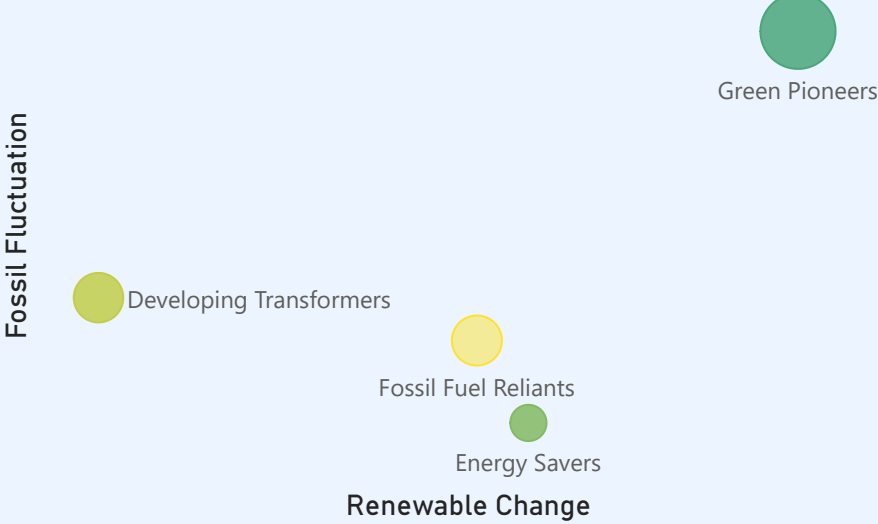 Green Pioneers
Fossil Fluctuation
Developing Transformers
Fossil Fuel Reliants
Energy Savers
Renewable Change